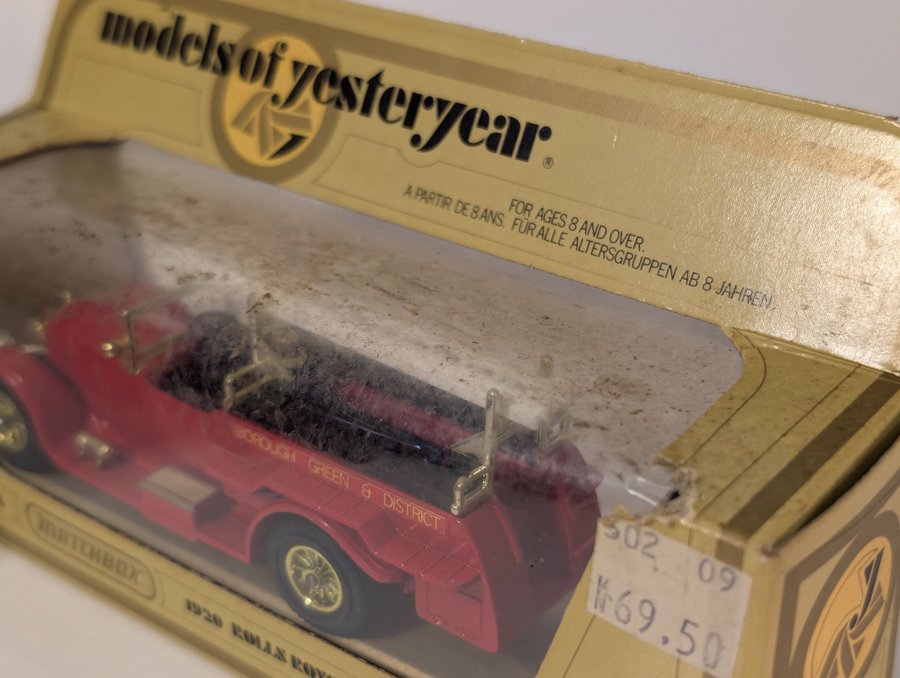 models of yesteryear ®
FOR AGES 8 AND OVER.
A PARTIR DE 8 ANS. FÜR ALLE ALTERSGRUPPEN AB 8 JAHREN.
BOROUGH GREEN & DISTRICT
MATCHBOX
1920 ROLLS
302 09
69.50